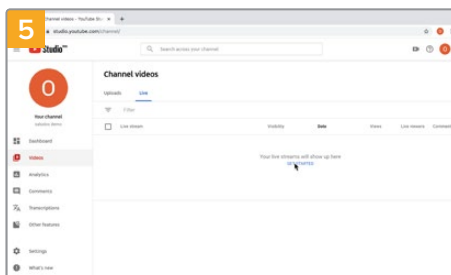 5
Channel videos - YouTube Stu
studio.youtube.com/channel/
Studio
Search across your channel
Channel videos
Uploads Live
Filter
Live stream Visibility Date Views Live viewers Comments
Your live streams will show up here
GET STARTED
O
Your channel
Dashboard
Videos
Analytics
Comments
Transcriptions
Other features
Settings
What's new